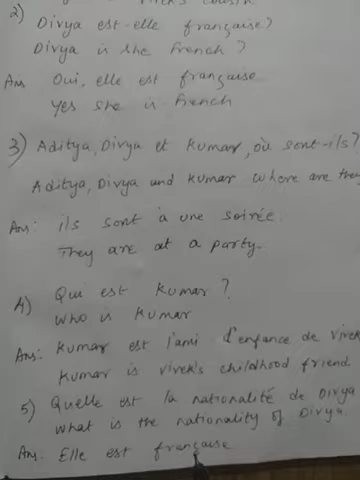 cousin
2) Divya est-elle française?
Divya is she French?
Ans Oui, elle est française
Yes she is French
3) Aditya, Divya et Kumar, où sont-ils?
Aditya, Divya and Kumar where are they
Ans: ils sont à une soirée.
They are at a party.
4) Qui est Kumar?
Who is Kumar
Ans: Kumar est l'ami d'enfance de Vivek
Kumar is Vivek's childhood friend.
5) Quelle est la nationalité de Divya
What is the nationality of Divya.
Ans: Elle est française